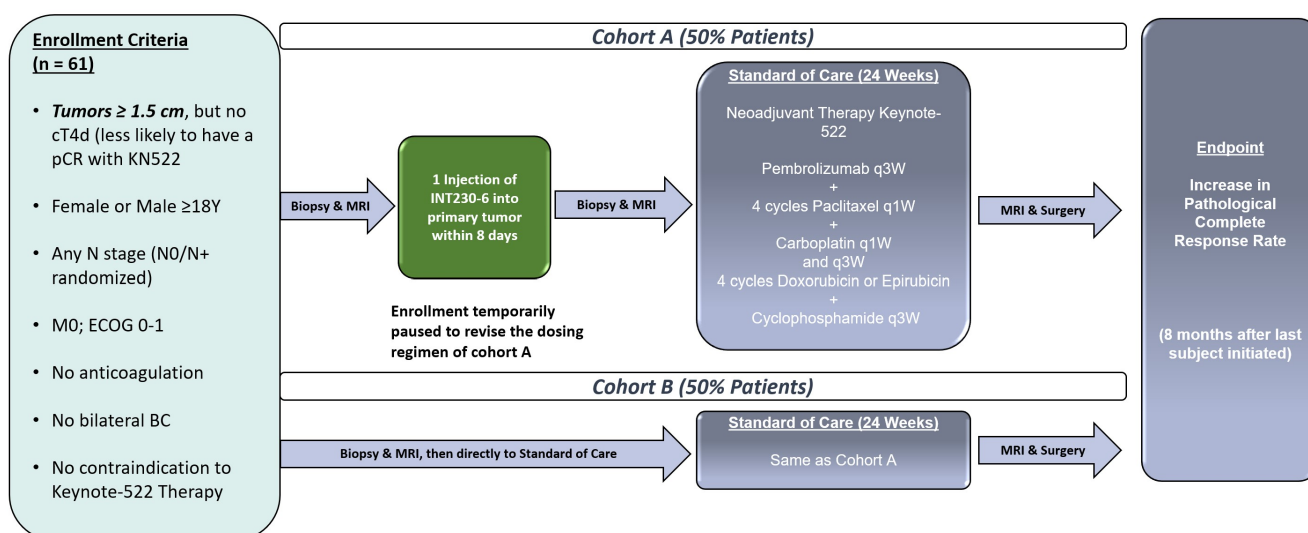 Enrollment Criteria
(n = 61)
• Tumors ≥ 1.5 cm, but no
cT4d (less likely to have a
pCR with KN522
• Female or Male ≥18Y
• Any N stage (N0/N+
randomized)
• M0; ECOG 0-1
• No anticoagulation
• No bilateral BC
• No contraindication to
Keynote-522 Therapy
Cohort A (50% Patients)
Biopsy & MRI
1 Injection of
INT230-6 into
primary tumor
within 8 days
Enrollment temporarily
paused to revise the dosing
regimen of cohort A
Biopsy & MRI
Standard of Care (24 Weeks)
Neoadjuvant Therapy Keynote-
522
Pembrolizumab q3W
+
4 cycles Paclitaxel q1W
+
Carboplatin q1W
and q3W
4 cycles Doxorubicin or Epirubicin
+
Cyclophosphamide q3W
MRI & Surgery
Cohort B (50% Patients)
Biopsy & MRI, then directly to Standard of Care
Standard of Care (24 Weeks)
Same as Cohort A
MRI & Surgery
Endpoint
Increase in
Pathological
Complete
Response Rate
(8 months after last
subject initiated)